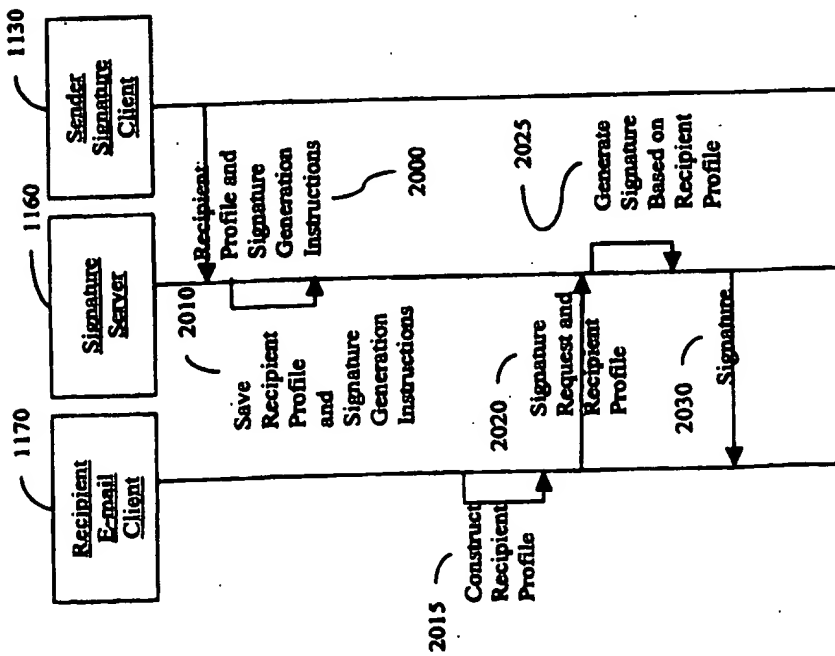 1170
Recipient
E-mail
Client
1160
Signature
Server
1130
Sender
Signature
Client
Recipient
Profile and
Signature
Generation
Instructions
2000
2010
Save
Recipient
Profile
and
Signature
Generation
Instructions
2015
Construct
Recipient
Profile
2020
Signature
Request and
Recipient
Profile
2025
Generate
Signature
Based on
Recipient
Profile
2030
Signature